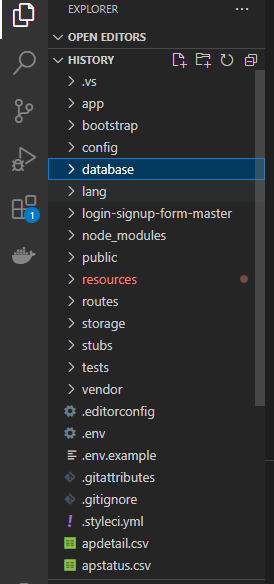 EXPLORER
OPEN EDITORS
HISTORY
.vs
app
bootstrap
config
database
lang
login-signup-form-master
node_modules
public
resources
routes
storage
stubs
tests
vendor
.editorconfig
.env
.env.example
.gitattributes
.gitignore
.styleci.yml
apdetail.csv
apstatus.csv
1